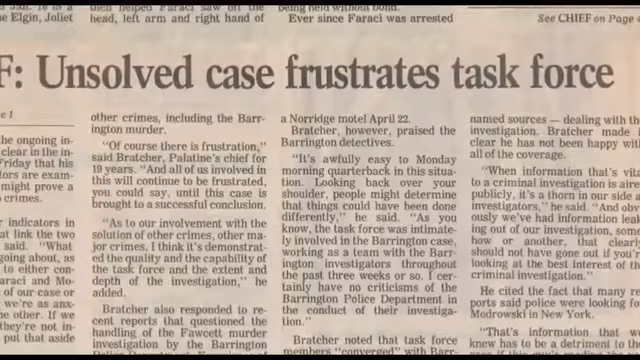 then helped Faraci saw off the
head, left arm and right hand of
being held without bond.
Ever since Faraci was arrested
e Elgin, Joliet
See CHIEF on Page
F: Unsolved case frustrates task force
e 1
the ongoing in-
clear in the in-
Friday that his
tors are exam-
might prove a
crimes.
r indicators in
at link the two
said. "What
going about, as
to either con-
araci and Mo-
of our case or
we're as anx-
ne other. If we
they're not in-
put that aside
other crimes, including the Barr-
ington murder.
"Of course there is frustration,"
said Bratcher, Palatine's chief for
19 years. "And all of us involved in
this will continue to be frustrated,
you could say, until this case is
brought to a successful conclusion.
"As to our involvement with the
solution of other crimes, other ma-
jor crimes, I think it's demonstrat-
ed the quality and the capability of
the task force and the extent and
depth of the investigation," he
added.
Bratcher also responded to re-
cent reports that questioned the
handling of the Fawcett murder
investigation by the Barrington
a Norridge motel April 22.
Bratcher, however, praised the
Barrington detectives.
"It's awfully easy to Monday
morning quarterback in this situa-
tion. Looking back over your
shoulder, people might determine
that things could have been done
differently," he said. "As you
know, the task force was intimate-
ly involved in the Barrington case,
working as a team with the Barr-
ington investigators throughout
the past three weeks or so. I cer-
tainly have no criticisms of the
Barrington Police Department in
the conduct of their investiga-
tion."
Bratcher noted that task force
members "converged" with Barr-
named sources — dealing with th
investigation. Bratcher made i
clear he has not been happy with
all of the coverage.
"When information that's vita
to a criminal investigation is aire
publicly, it's a thorn in our side a
investigators," he said. "And obv
ously we've had information leak
ing out of our investigation, some
how or another, that clearly
should not have gone out if you're
looking at the best interest of th
criminal investigation."
He cited the fact that many re
ports said police were looking for
Modrowski in New York.
"That's information that w
knew has to be a detriment to th